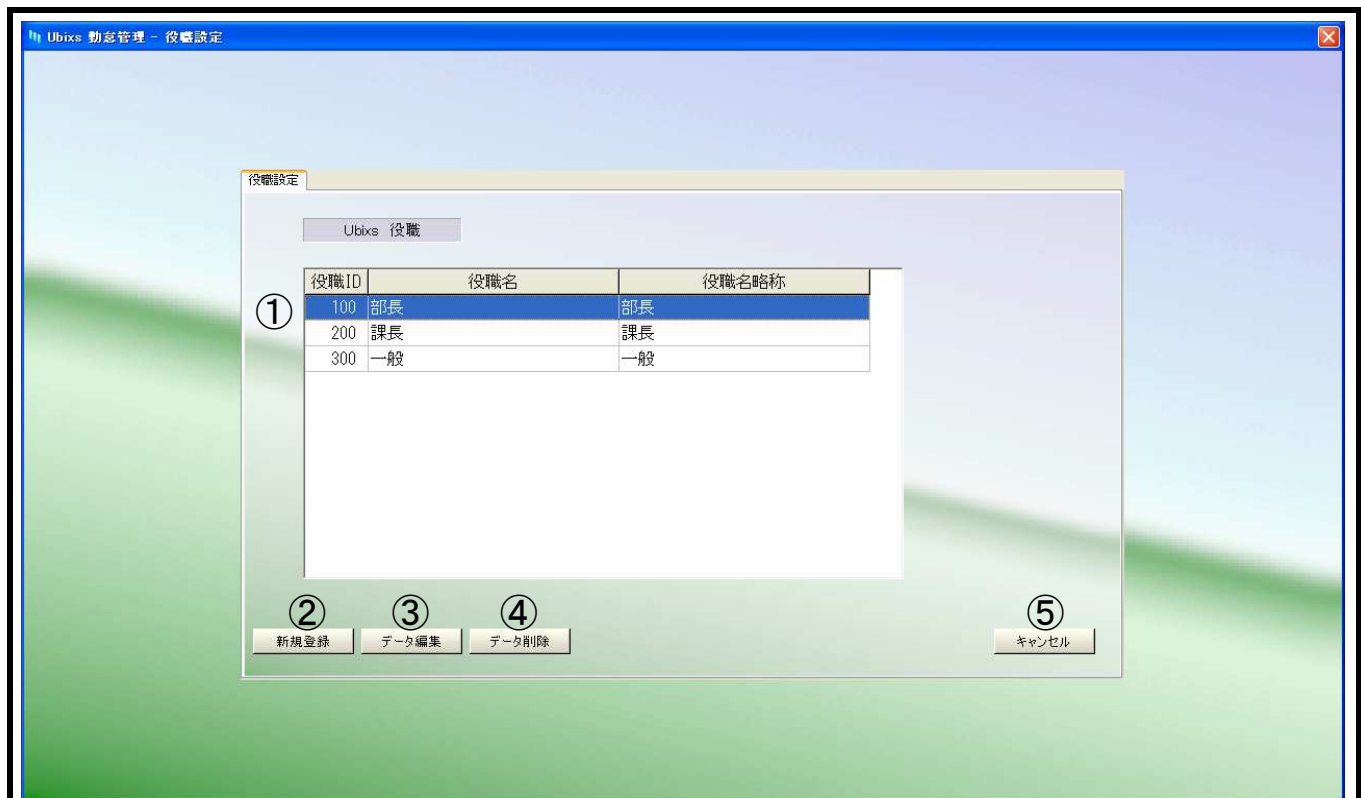 Ubixs 勤怠管理 - 役職設定
役職設定
Ubixs 役職
役職ID 役職名 役職名略称
① 100 部長 部長
200 課長 課長
300 一般 一般
② ③ ④ ⑤
新規登録 データ編集 データ削除 キャンセル